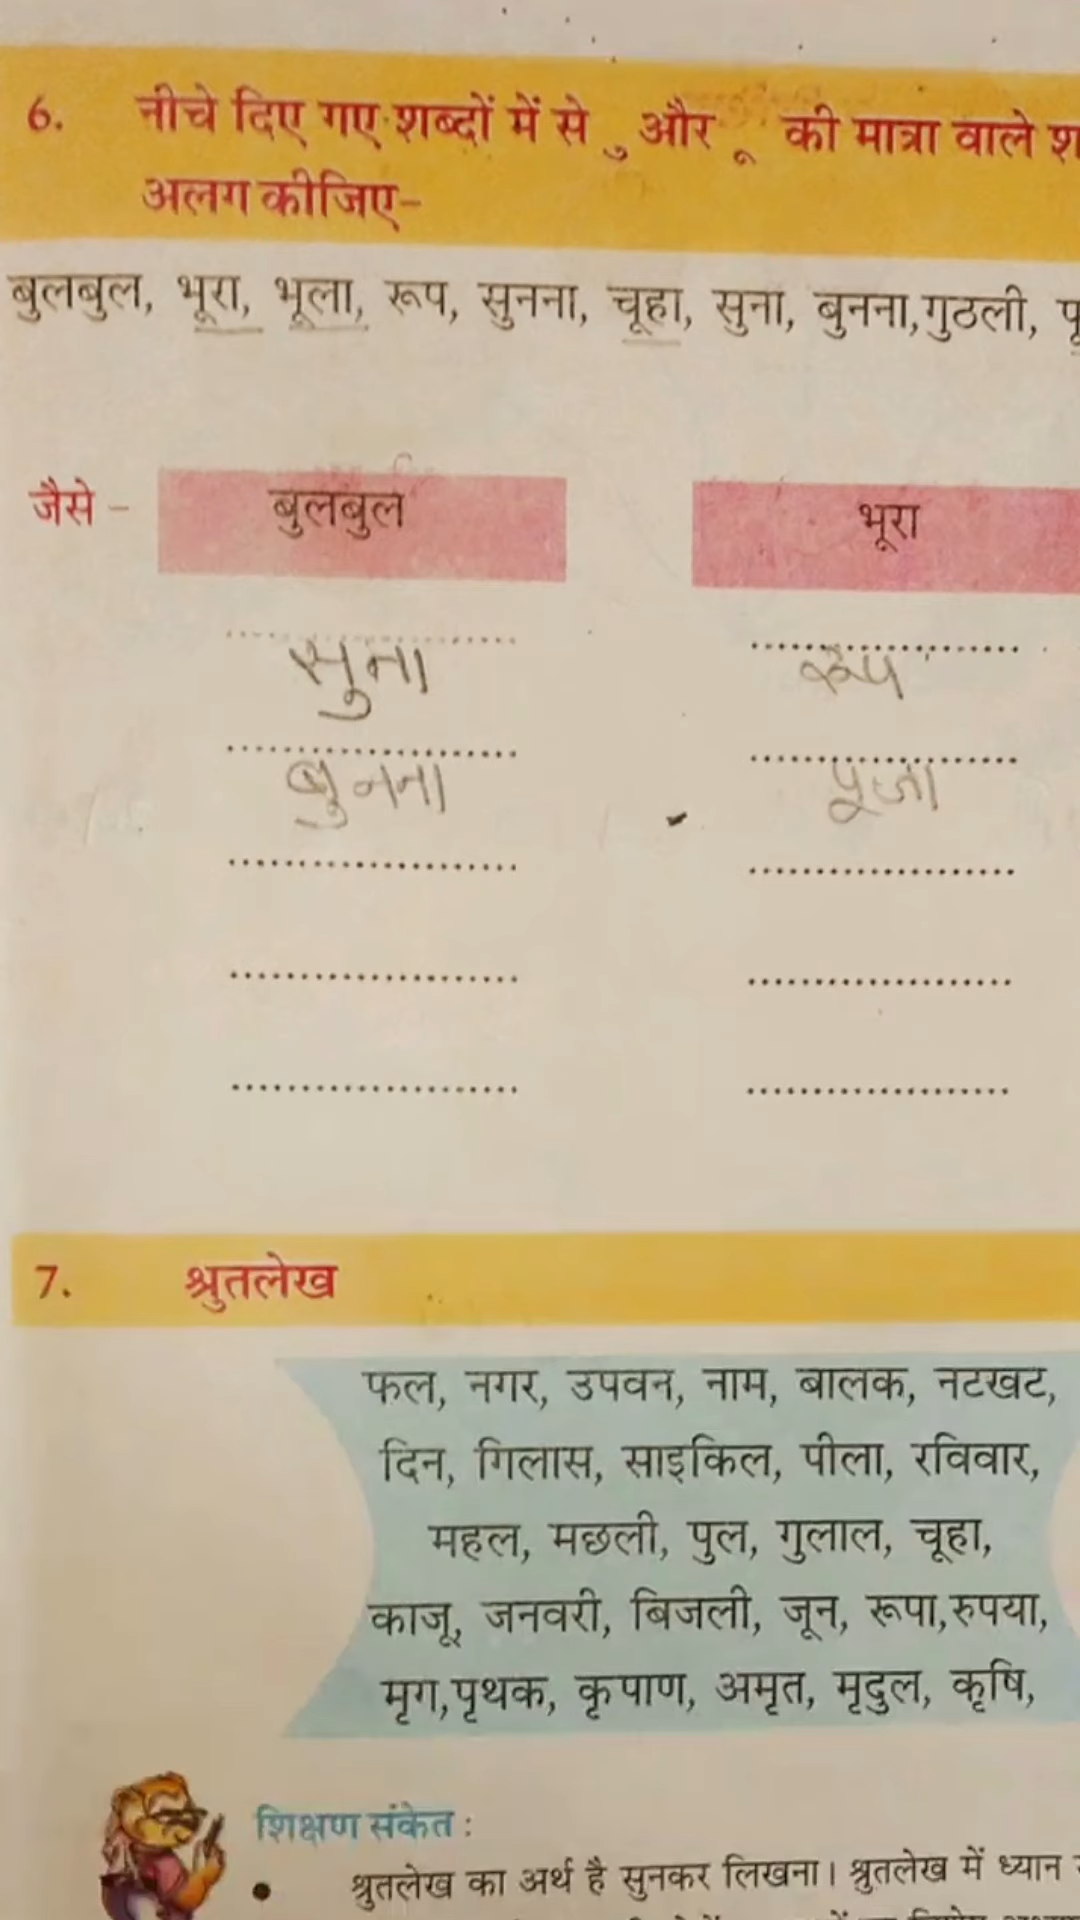 6. नीचे दिए गए शब्दों में से ु और ू की मात्रा वाले
अलग कीजिए-
बुलबुल, भूरा, भूला, रूप, सुनना, चूहा, सुना, बुनना, गुठली,
जैसे - बुलबुल भूरा
सुना रूप
बुनना पूजा
7. श्रुतलेख
फल, नगर, उपवन, नाम, बालक, नटखट,
दिन, गिलास, साइकिल, पीला, रविवार,
महल, मछली, पुल, गुलाल, चूहा,
काजू, जनवरी, बिजली, जून, रूपा, रुपया,
मृग, पृथक, कृपाण, अमृत, मृदुल, कृषि,
शिक्षण संकेत :
• श्रुतलेख का अर्थ है सुनकर लिखना। श्रुतलेख में ध्यान